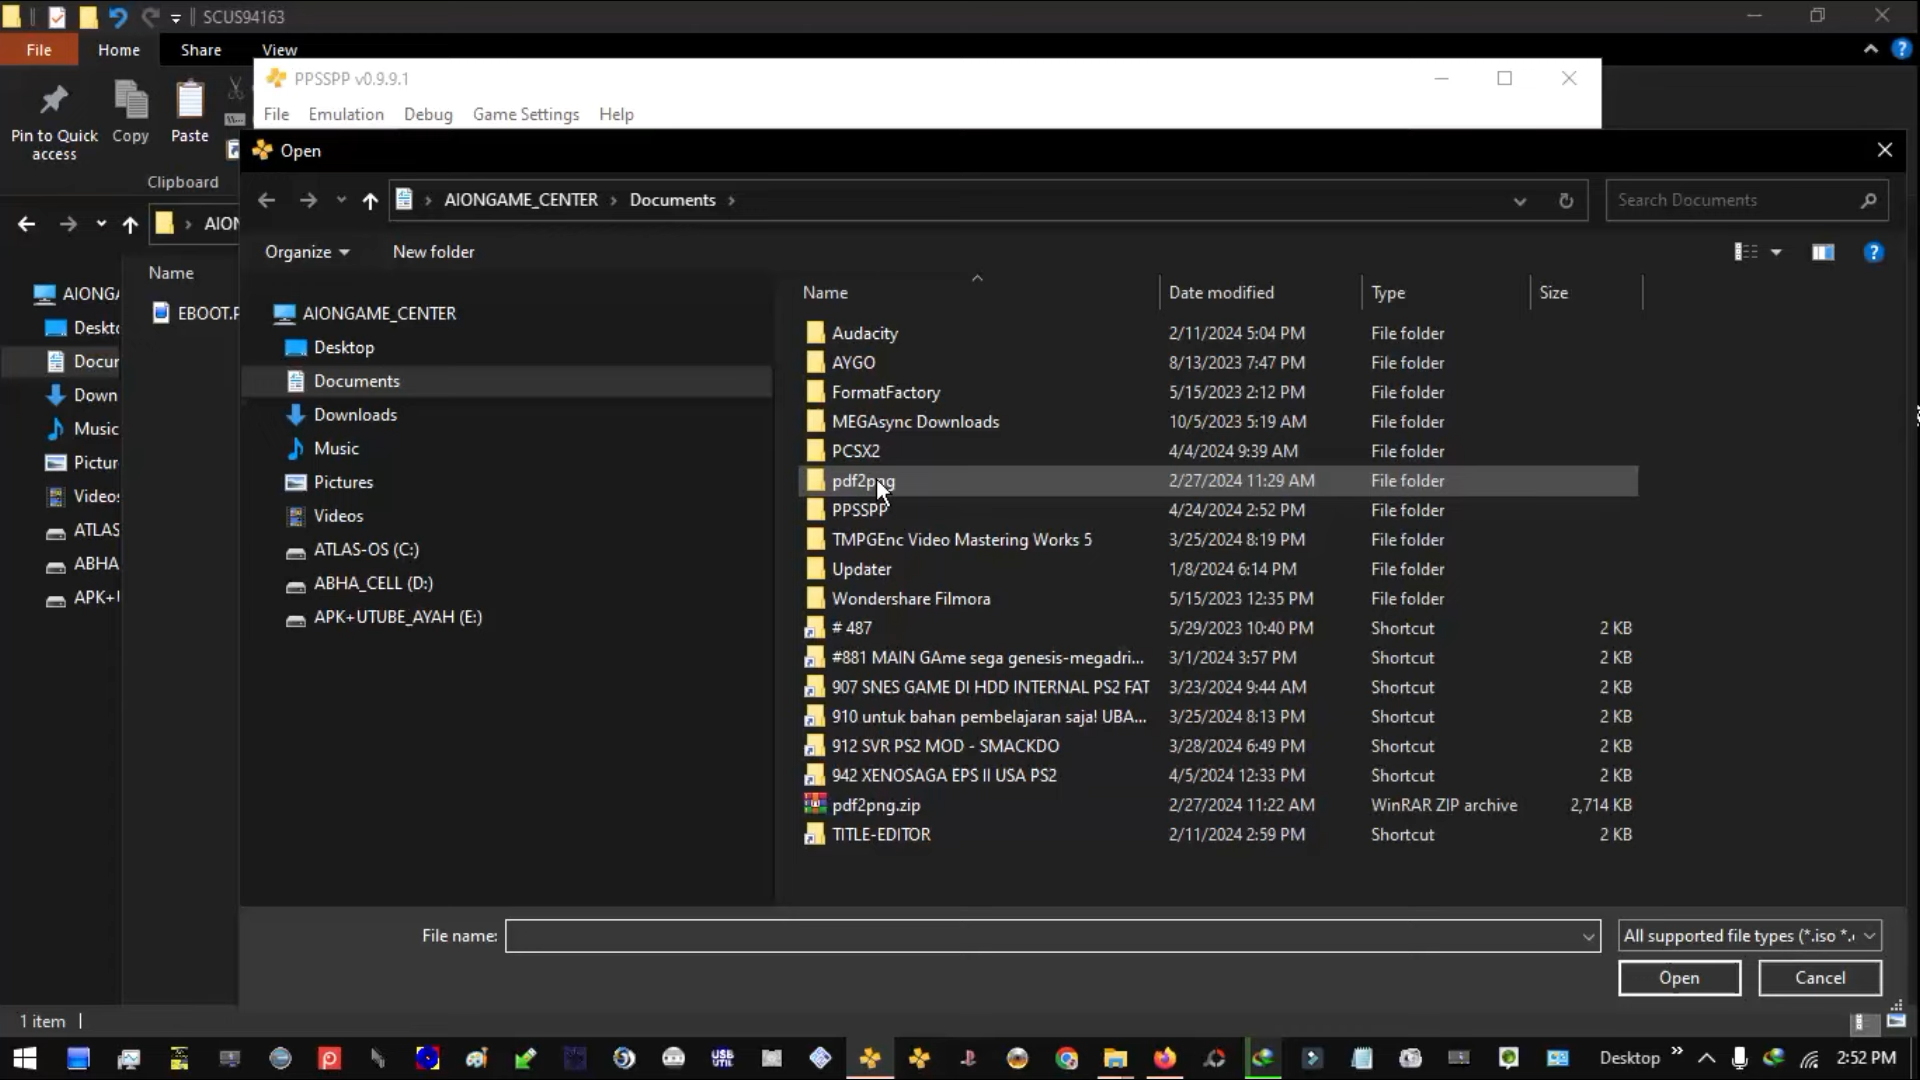 SCUS94163
File Home Share View
PPSSPP v0.9.9.1
File Emulation Debug Game Settings Help
Pin to Quick
access
Copy
Paste
Clipboard
Open
AIONGAME_CENTER > Documents >
Search Documents
Organize
New folder
Name
EBOOT.P
AIONGA
Deskto
Docur
Down
Music
Pictur
Videos
ATLAS
ABHA
APK+U
AIONGAME_CENTER
Desktop
Documents
Downloads
Music
Pictures
Videos
ATLAS-OS (C:)
ABHA_CELL (D:)
APK+UTUBE_AYAH (E:)
Name Date modified Type Size
Audacity 2/11/2024 5:04 PM File folder
AYGO 8/13/2023 7:47 PM File folder
FormatFactory 5/15/2023 2:12 PM File folder
MEGAsync Downloads 10/5/2023 5:19 AM File folder
PCSX2 4/4/2024 9:39 AM File folder
pdf2png 2/27/2024 11:29 AM File folder
PPSSPP 4/24/2024 2:52 PM File folder
TMPGEnc Video Mastering Works 5 3/25/2024 8:19 PM File folder
Updater 1/8/2024 6:14 PM File folder
Wondershare Filmora 5/15/2023 12:35 PM File folder
# 487 5/29/2023 10:40 PM Shortcut 2 KB
#881 MAIN GAme sega genesis-megadri... 3/1/2024 3:57 PM Shortcut 2 KB
907 SNES GAME DI HDD INTERNAL PS2 FAT 3/23/2024 9:44 AM Shortcut 2 KB
910 untuk bahan pembelajaran saja! UBA... 3/25/2024 8:13 PM Shortcut 2 KB
912 SVR PS2 MOD - SMACKDO 3/28/2024 6:49 PM Shortcut 2 KB
942 XENOSAGA EPS II USA PS2 4/5/2024 12:33 PM Shortcut 2 KB
pdf2png.zip 2/27/2024 11:22 AM WinRAR ZIP archive 2,714 KB
TITLE-EDITOR 2/11/2024 2:59 PM Shortcut 2 KB
File name:
All supported file types (*.iso *.
Open
Cancel
1 item
USB
UTIL
Desktop
2:52 PM